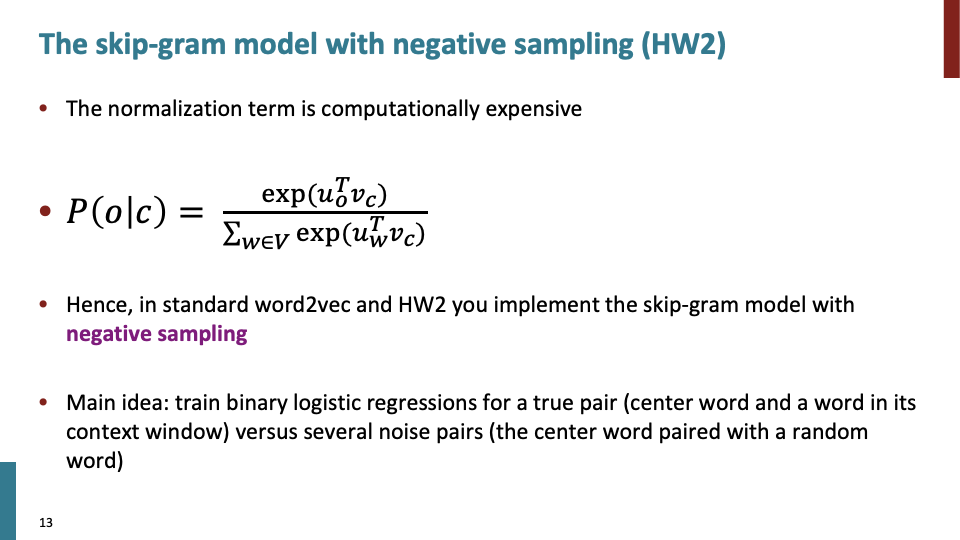 The skip-gram model with negative sampling (HW2)
• The normalization term is computationally expensive
• P(o|c) = exp(u_o^T v_c) / ∑_{w∈V} exp(u_w^T v_c)
• Hence, in standard word2vec and HW2 you implement the skip-gram model with
negative sampling
• Main idea: train binary logistic regressions for a true pair (center word and a word in its
context window) versus several noise pairs (the center word paired with a random
word)
13